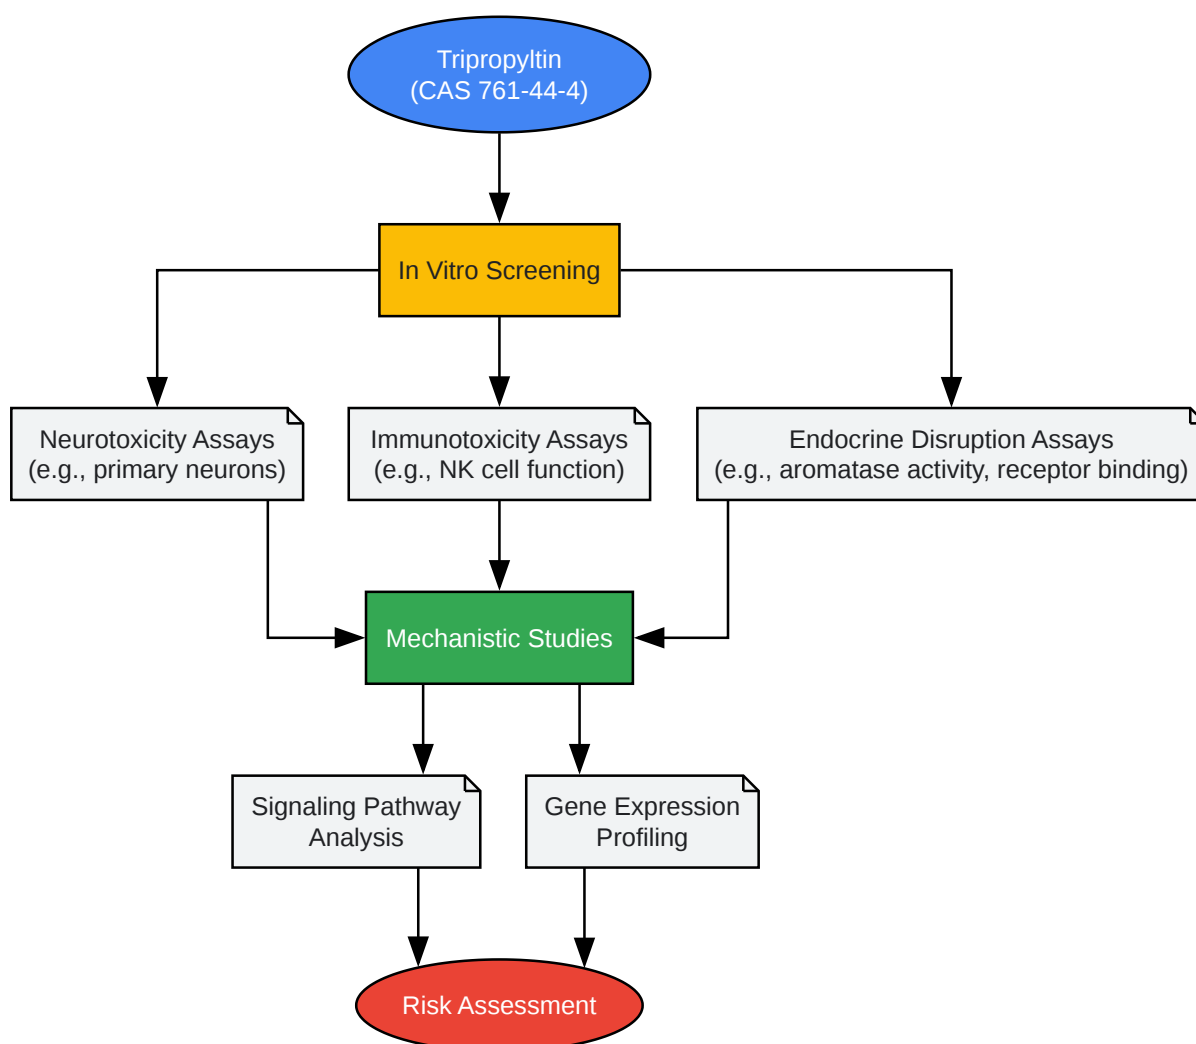 Tripropyltin
(CAS 761-44-4)
In Vitro Screening
Neurotoxicity Assays
(e.g., primary neurons)
Immunotoxicity Assays
(e.g., NK cell function)
Endocrine Disruption Assays
(e.g., aromatase activity, receptor binding)
Mechanistic Studies
Signaling Pathway
Analysis
Gene Expression
Profiling
Risk Assessment